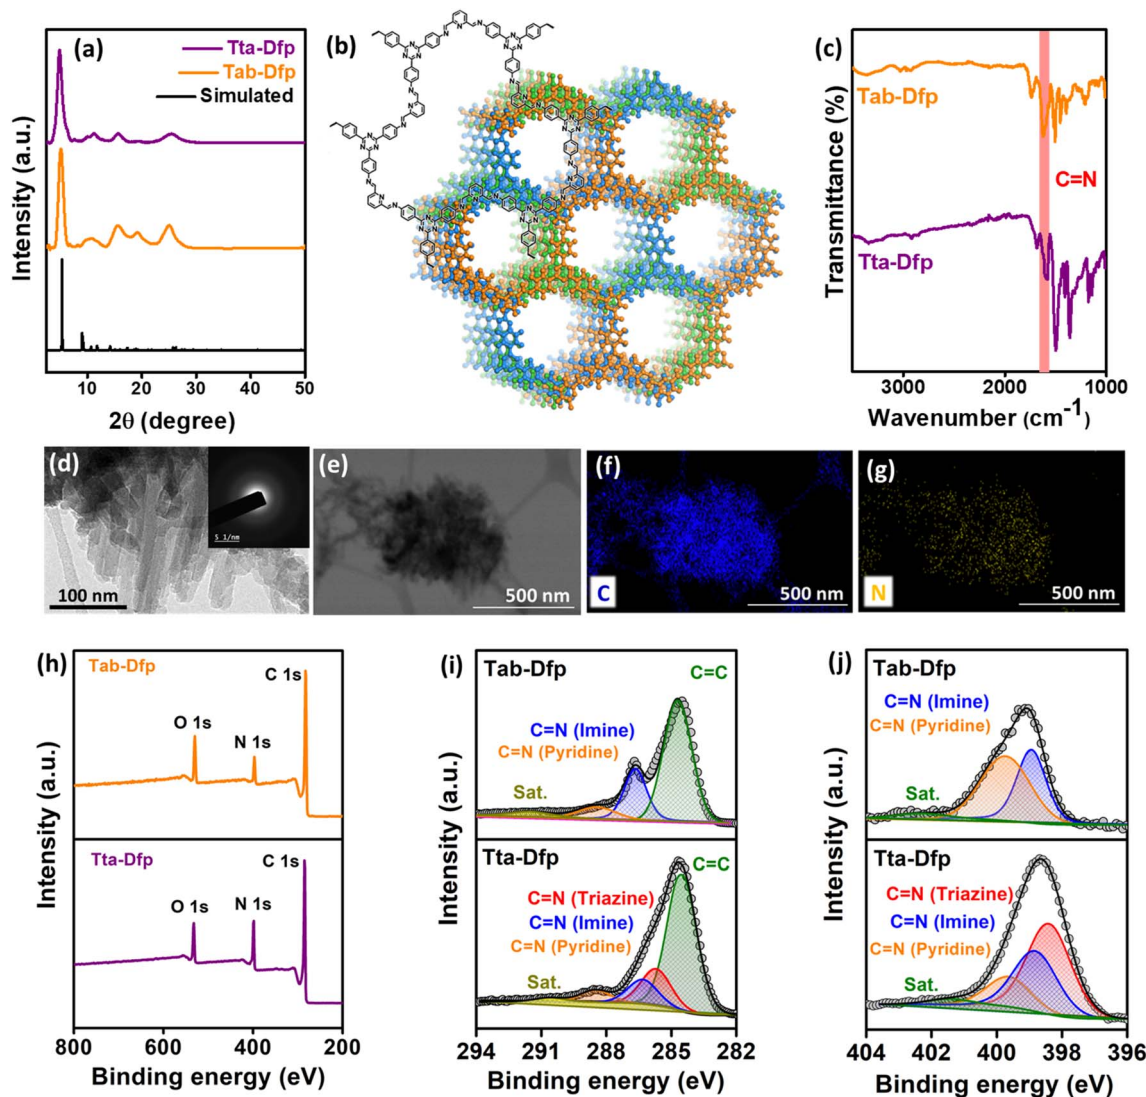 (a)
Tta-Dfp
Tab-Dfp
Simulated
Intensity (a.u.)
10 20 30 40 50
2θ (degree)
(b)
N N N N N N N N N N
(c)
Tab-Dfp
C=N
Tta-Dfp
Transmittance (%)
3000 2000 1000
Wavenumber (cm⁻¹)
(d)
5 1/nm
100 nm
(e)
500 nm
(f)
C
500 nm
(g)
N
500 nm
(h)
Tab-Dfp
C 1s
O 1s
N 1s
Tta-Dfp
C 1s
O 1s
N 1s
Intensity (a.u.)
800 600 400 200
Binding energy (eV)
(i)
Tab-Dfp
C=C
C=N (Imine)
C=N (Pyridine)
Sat.
Tta-Dfp
C=C
C=N (Triazine)
C=N (Imine)
C=N (Pyridine)
Sat.
Intensity (a.u.)
294 291 288 285 282
Binding energy (eV)
(j)
Tab-Dfp
C=N (Imine)
C=N (Pyridine)
Sat.
Tta-Dfp
C=N (Triazine)
C=N (Imine)
C=N (Pyridine)
Sat.
Intensity (a.u.)
404 402 400 398 396
Binding energy (eV)